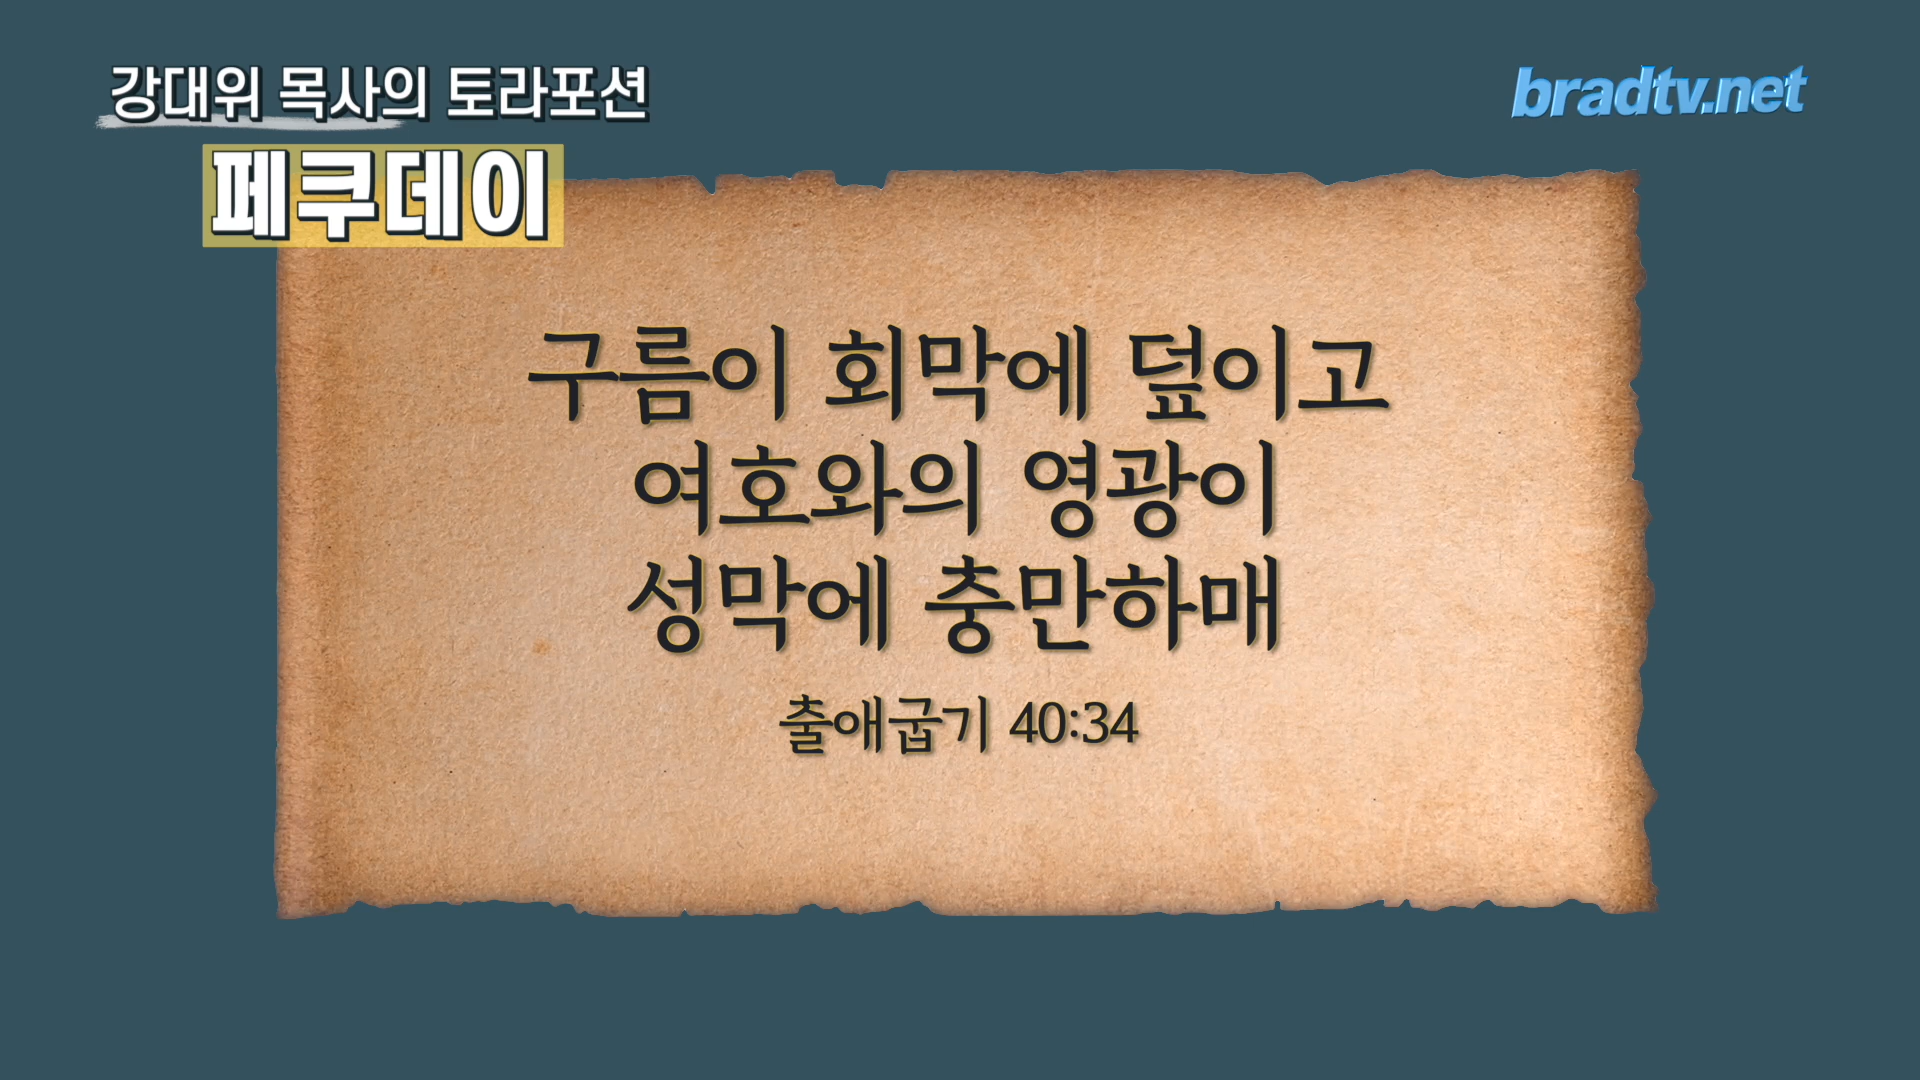 강대위 목사의 토라포션
bradtv.net
페쿠데이
구름이 회막에 덮이고
여호와의 영광이
성막에 충만하매
출애굽기 40:34